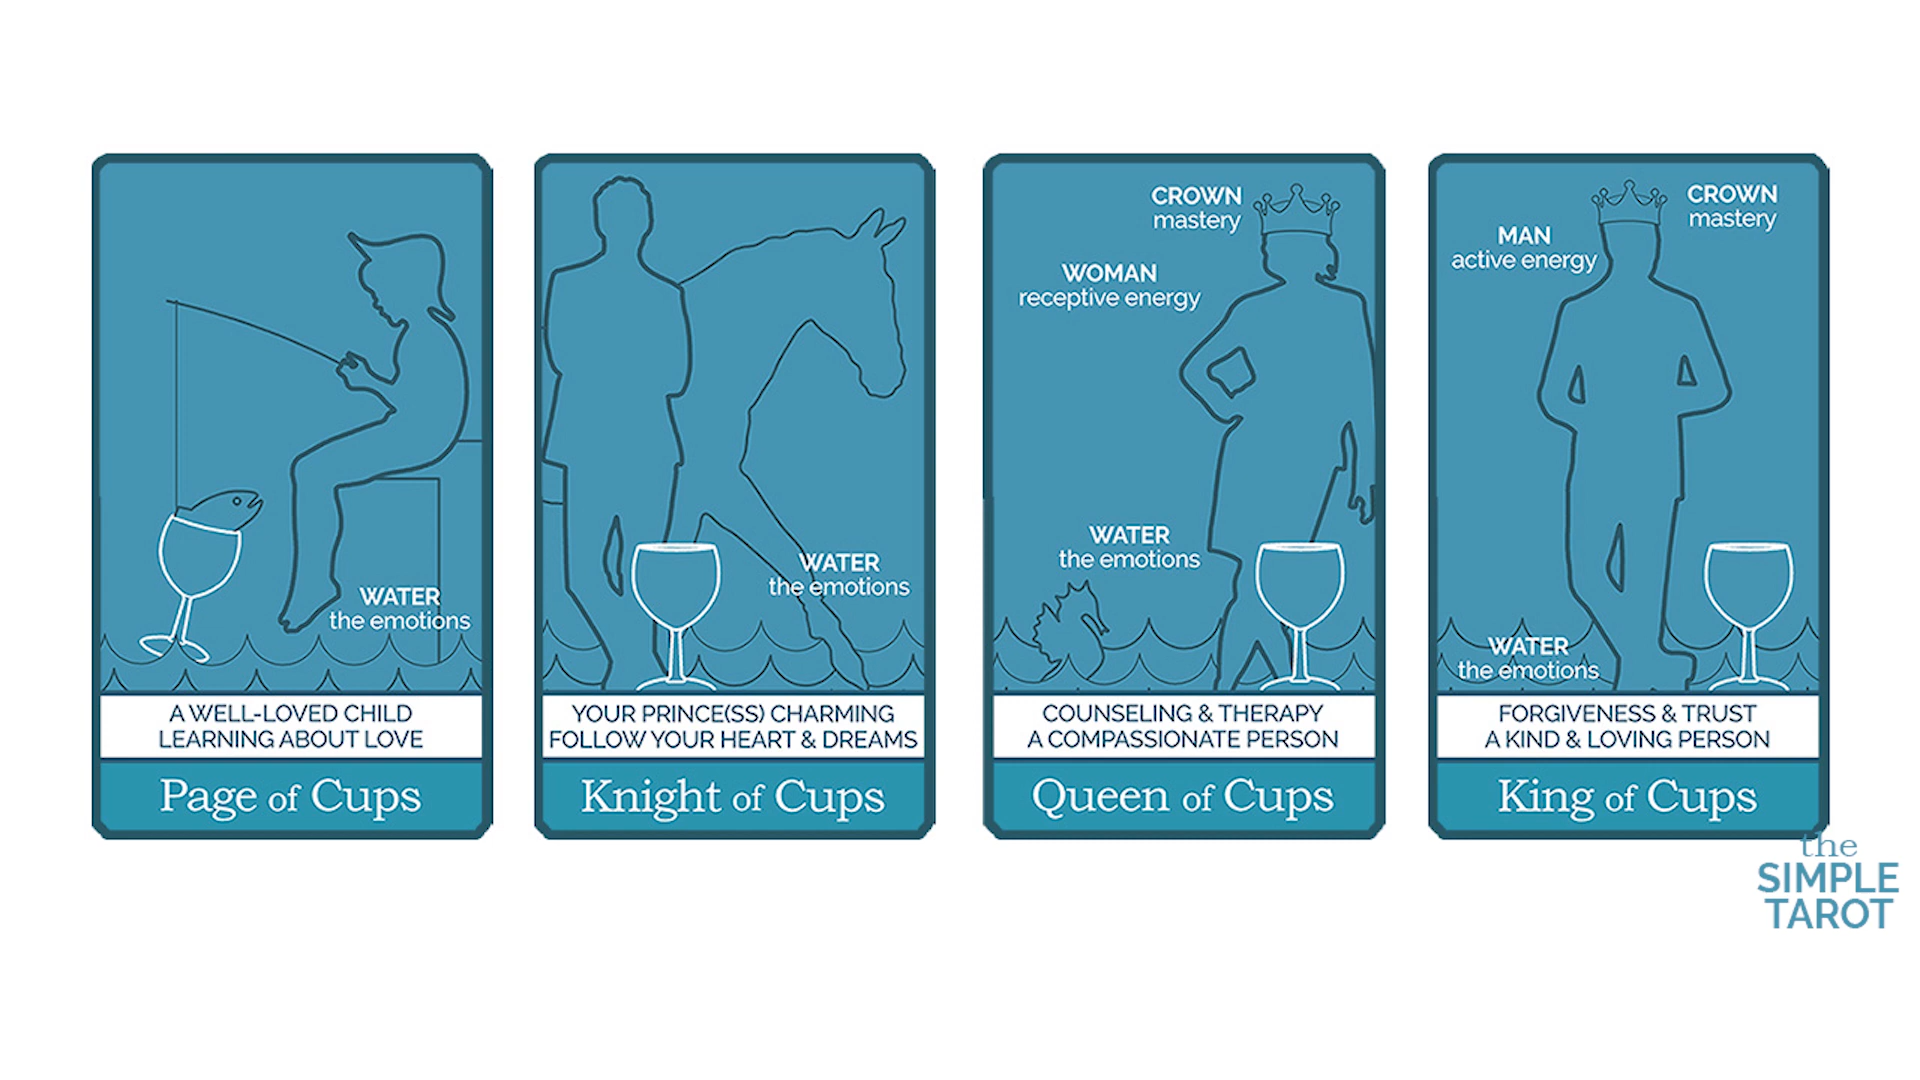 WATER
the emotions
A WELL-LOVED CHILD
LEARNING ABOUT LOVE
Page of Cups
WATER
the emotions
YOUR PRINCE(SS) CHARMING
FOLLOW YOUR HEART & DREAMS
Knight of Cups
CROWN
mastery
WOMAN
receptive energy
WATER
the emotions
COUNSELING & THERAPY
A COMPASSIONATE PERSON
Queen of Cups
CROWN
mastery
MAN
active energy
WATER
the emotions
FORGIVENESS & TRUST
A KIND & LOVING PERSON
King of Cups
the
SIMPLE
TAROT